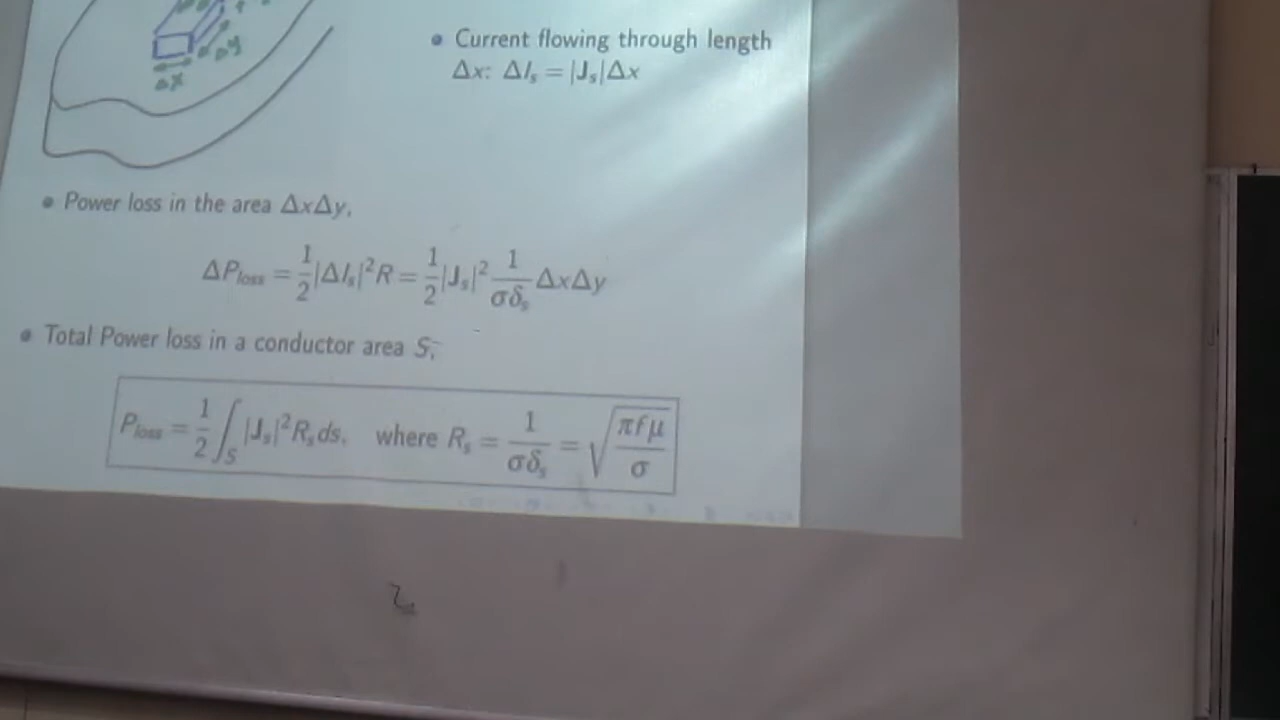 Δx
Δy
• Current flowing through length
Δx: ΔI_s = |J_s|Δx
• Power loss in the area ΔxΔy,
ΔP_loss = 1/2 |ΔI_s|² R = 1/2 |J_s|² 1/(σδ_s) ΔxΔy
• Total Power loss in a conductor area S,
P_loss = 1/2 ∫_S |J_s|² R_s ds, where R_s = 1/(σδ_s) = √(πfμ/σ)